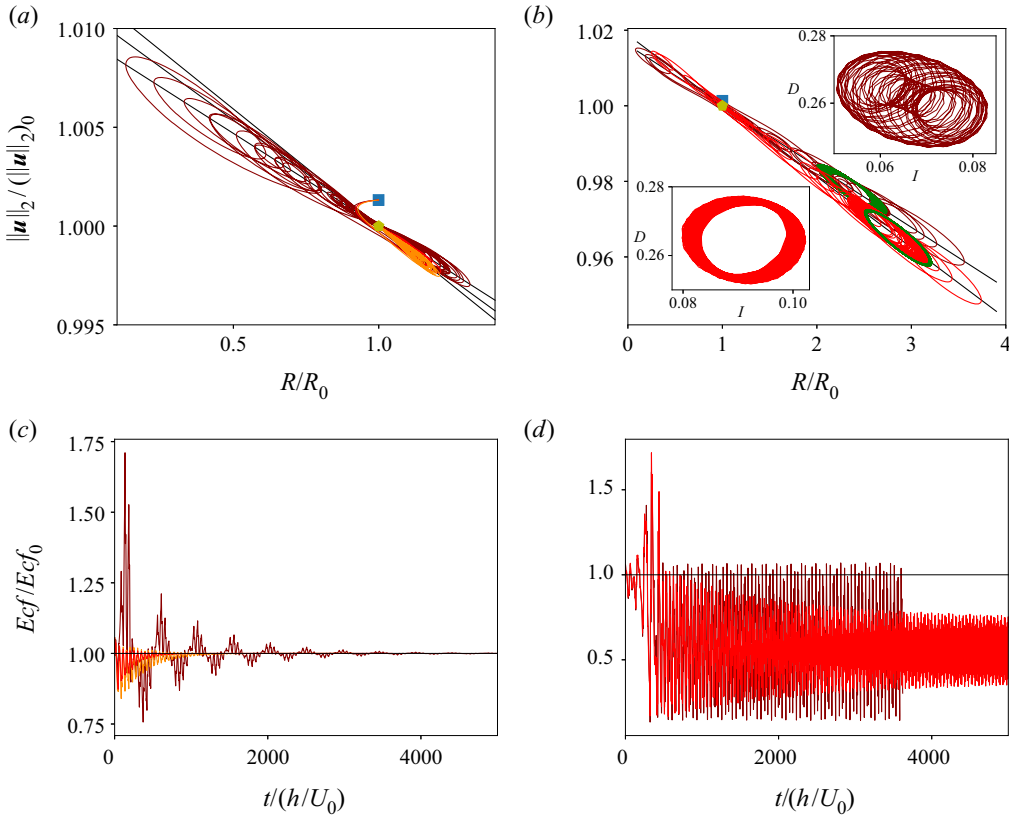 (a)
1.010
1.005
1.000
0.995
||u||₂/(||u||₂)₀
0.5
1.0
R/R₀
(b)
1.02
1.00
0.98
0.96
0
1
2
3
4
R/R₀
0.28
D
0.26
0.06
0.08
I
0.28
D
0.26
0.08
0.10
I
(c)
1.75
1.50
1.25
1.00
0.75
Ecf/Ecf₀
0
2000
4000
t/(h/U₀)
(d)
1.5
1.0
0.5
0
2000
4000
t/(h/U₀)